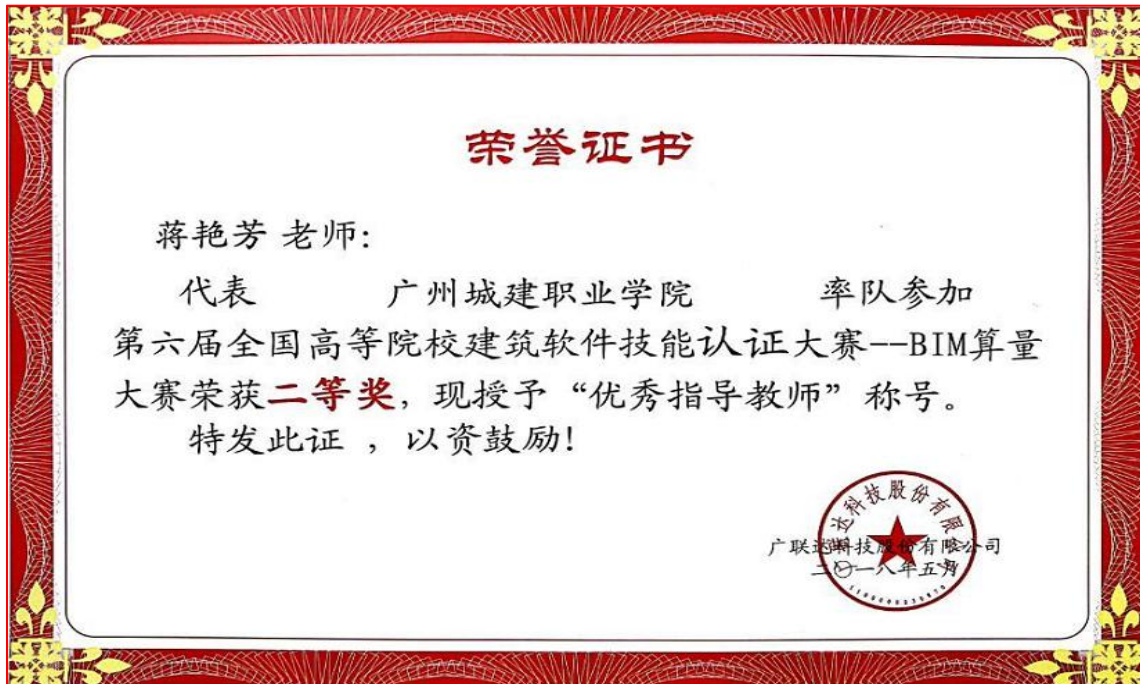 荣誉证书
蒋艳芳 老师：
代表 广州城建职业学院 率队参加
第六届全国高等院校建筑软件技能认证大赛--BIM算量
大赛荣获二等奖，现授予“优秀指导教师”称号。
特发此证 ，以资鼓励！
广联达科技股份有限公司
二〇一八年五月